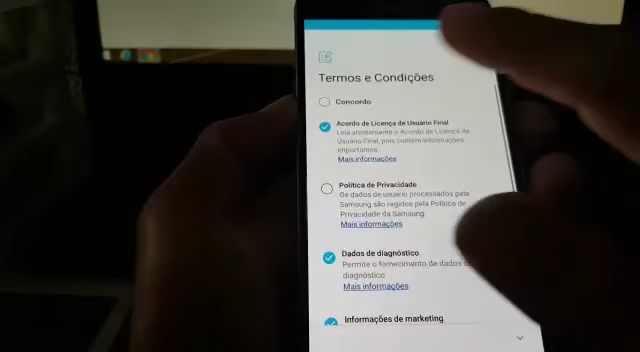 Termos e Condições
Concordo
Acordo de Licença de Usuário Final
Leia atentamente o Acordo de Licença de
Usuário Final, pois contém informações
importantes.
Mais informações
Política de Privacidade
Os dados de usuário processados pela
Samsung são regidos pela Política de
Privacidade da Samsung.
Mais informações
Dados de diagnóstico
Permite o fornecimento de dados
diagnóstico
Mais informações
Informações de marketing